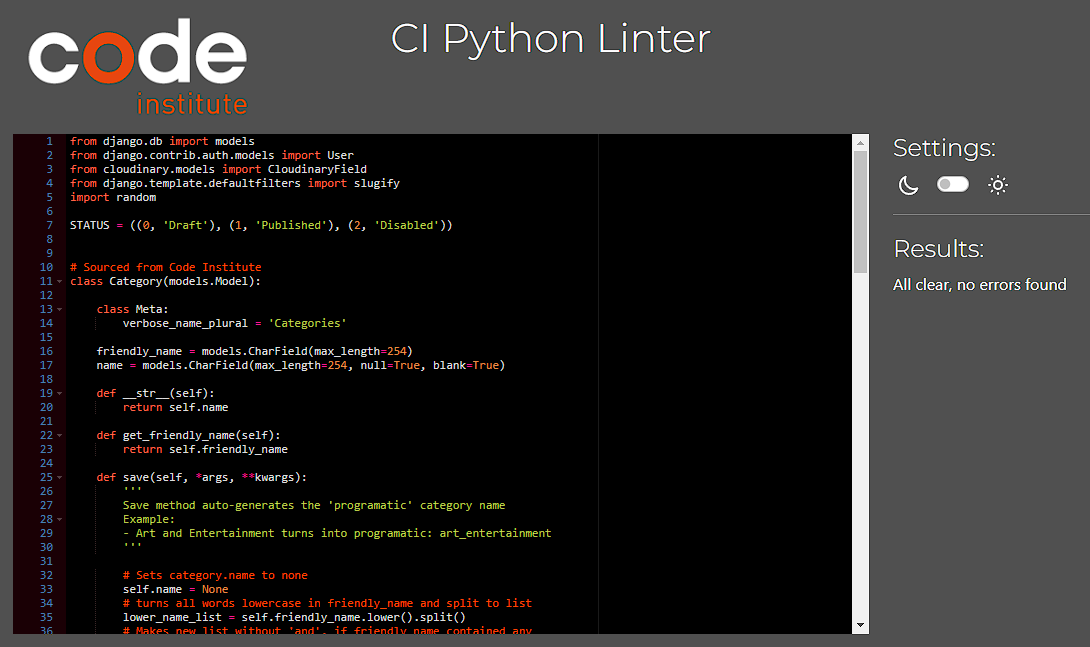 code
institute
CI Python Linter
1 from django.db import models
2 from django.contrib.auth.models import User
3 from cloudinary.models import CloudinaryField
4 from django.template.defaultfilters import slugify
5 import random
6
7 STATUS = ((0, 'Draft'), (1, 'Published'), (2, 'Disabled'))
8
9
10 # Sourced from Code Institute
11 class Category(models.Model):
12
13     class Meta:
14         verbose_name_plural = 'Categories'
15
16     friendly_name = models.CharField(max_length=254)
17     name = models.CharField(max_length=254, null=True, blank=True)
18
19     def __str__(self):
20         return self.name
21
22     def get_friendly_name(self):
23         return self.friendly_name
24
25     def save(self, *args, **kwargs):
26         '''
27         Save method auto-generates the 'programatic' category name
28         Example:
29         - Art and Entertainment turns into programatic: art_entertainment
30         '''
31
32         # Sets category.name to none
33         self.name = None
34         # turns all words lowercase in friendly_name and split to list
35         lower_name_list = self.friendly_name.lower().split()
36         # Makes new list without 'and', if friendly_name contained any
Settings:
Results:
All clear, no errors found